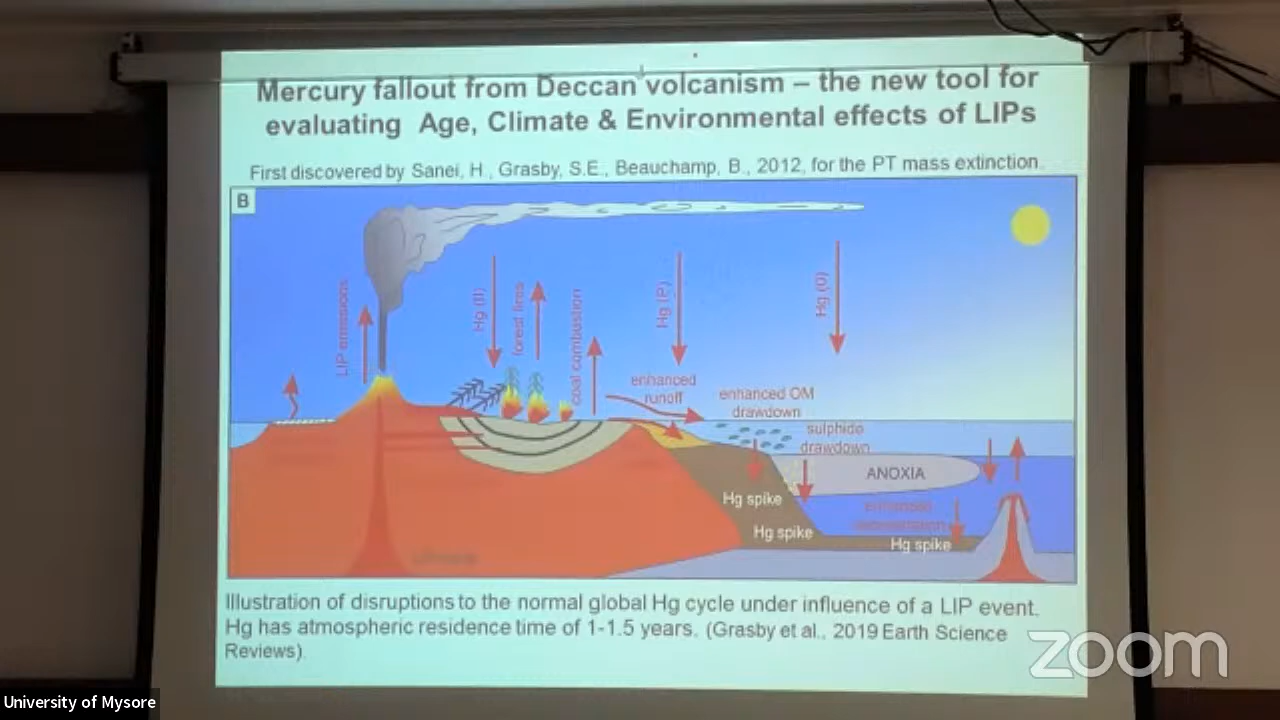 Mercury fallout from Deccan volcanism – the new tool for
evaluating Age, Climate & Environmental effects of LIPs
First discovered by Sanei, H., Grasby, S.E., Beauchamp, B., 2012, for the PT mass extinction.
B
LIP emissions
Hg (II)
forest fires
coal combustion
Hg (P)
Hg (0)
enhanced
runoff
enhanced OM
drawdown
sulphide
drawdown
ANOXIA
Hg spike
Hg spike
enhanced
Hg spike
Illustration of disruptions to the normal global Hg cycle under influence of a LIP event.
Hg has atmospheric residence time of 1-1.5 years. (Grasby et al., 2019 Earth Science
Reviews).
zoom
University of Mysore